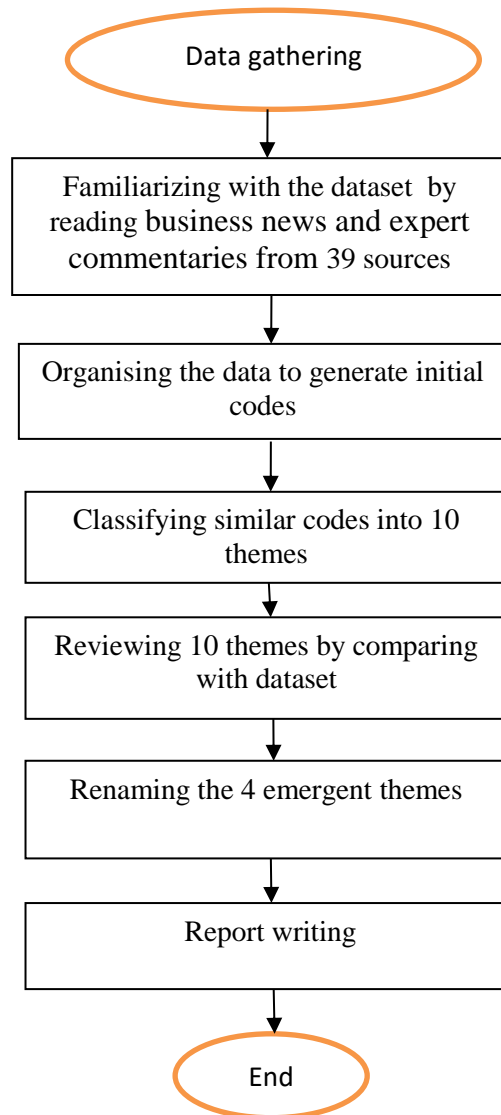 Data gathering
Familiarizing with the dataset by
reading business news and expert
commentaries from 39 sources
Organising the data to generate initial
codes
Classifying similar codes into 10
themes
Reviewing 10 themes by comparing
with dataset
Renaming the 4 emergent themes
Report writing
End